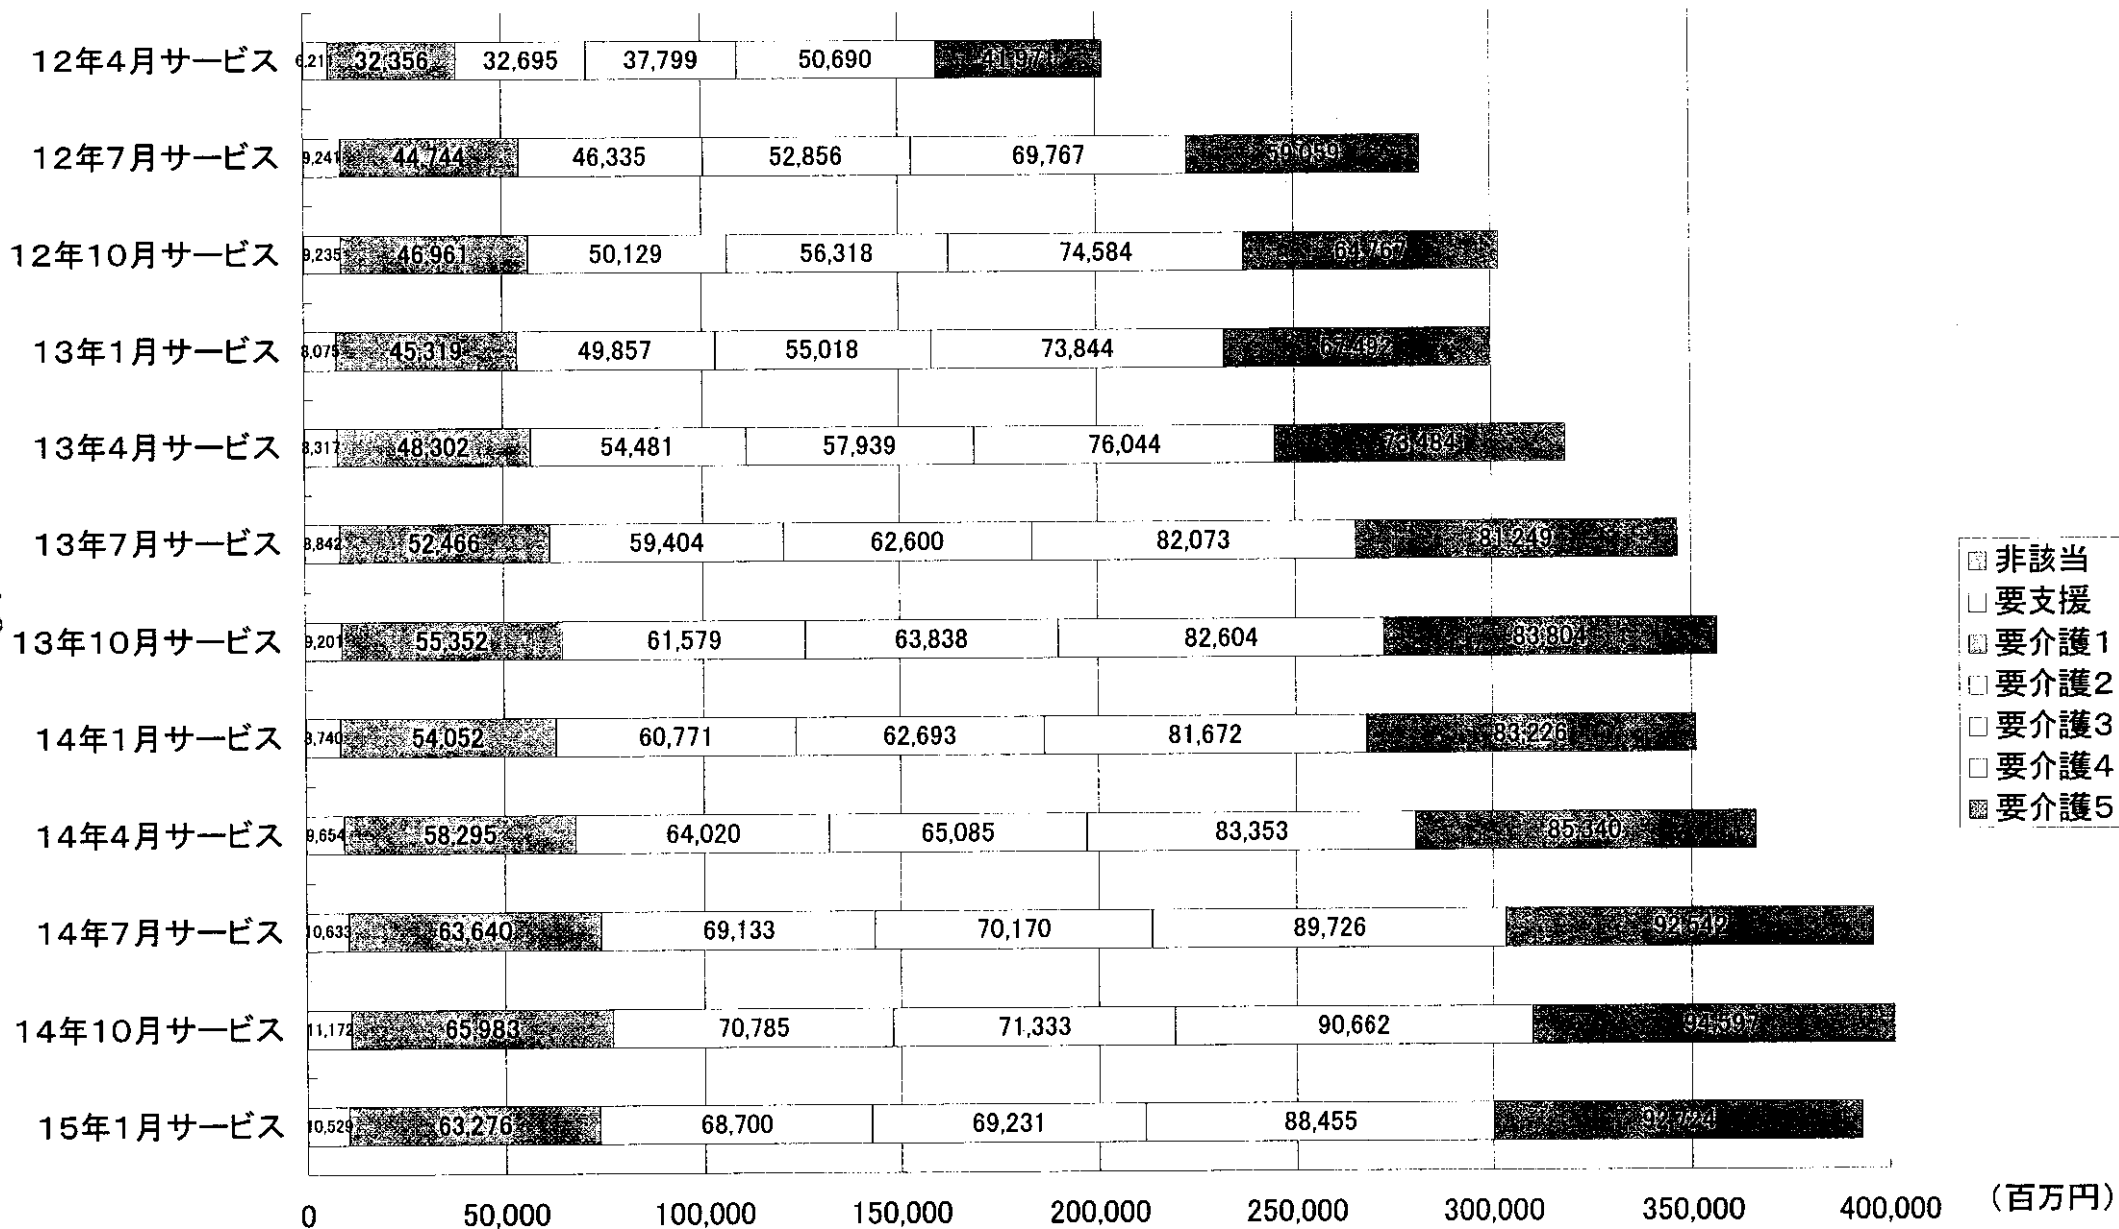 12年4月サービス 6,211 32,356 32,695 37,799 50,690 41,971
12年7月サービス 9,241 44,744 46,335 52,856 69,767 59,059
12年10月サービス 9,235 46,961 50,129 56,318 74,584 64,767
13年1月サービス 8,075 45,319 49,857 55,018 73,844 67,492
13年4月サービス 8,317 48,302 54,481 57,939 76,044 73,484
13年7月サービス 8,842 52,466 59,404 62,600 82,073 81,249
13年10月サービス 9,201 55,352 61,579 63,838 82,604 83,804
14年1月サービス 8,740 54,052 60,771 62,693 81,672 83,226
14年4月サービス 9,654 58,295 64,020 65,085 83,353 85,340
14年7月サービス 10,633 63,640 69,133 70,170 89,726 92,542
14年10月サービス 11,172 65,983 70,785 71,333 90,662 94,597
15年1月サービス 10,529 63,276 68,700 69,231 88,455 92,724
0 50,000 100,000 150,000 200,000 250,000 300,000 350,000 400,000 （百万円）
非該当
要支援
要介護1
要介護2
要介護3
要介護4
要介護5